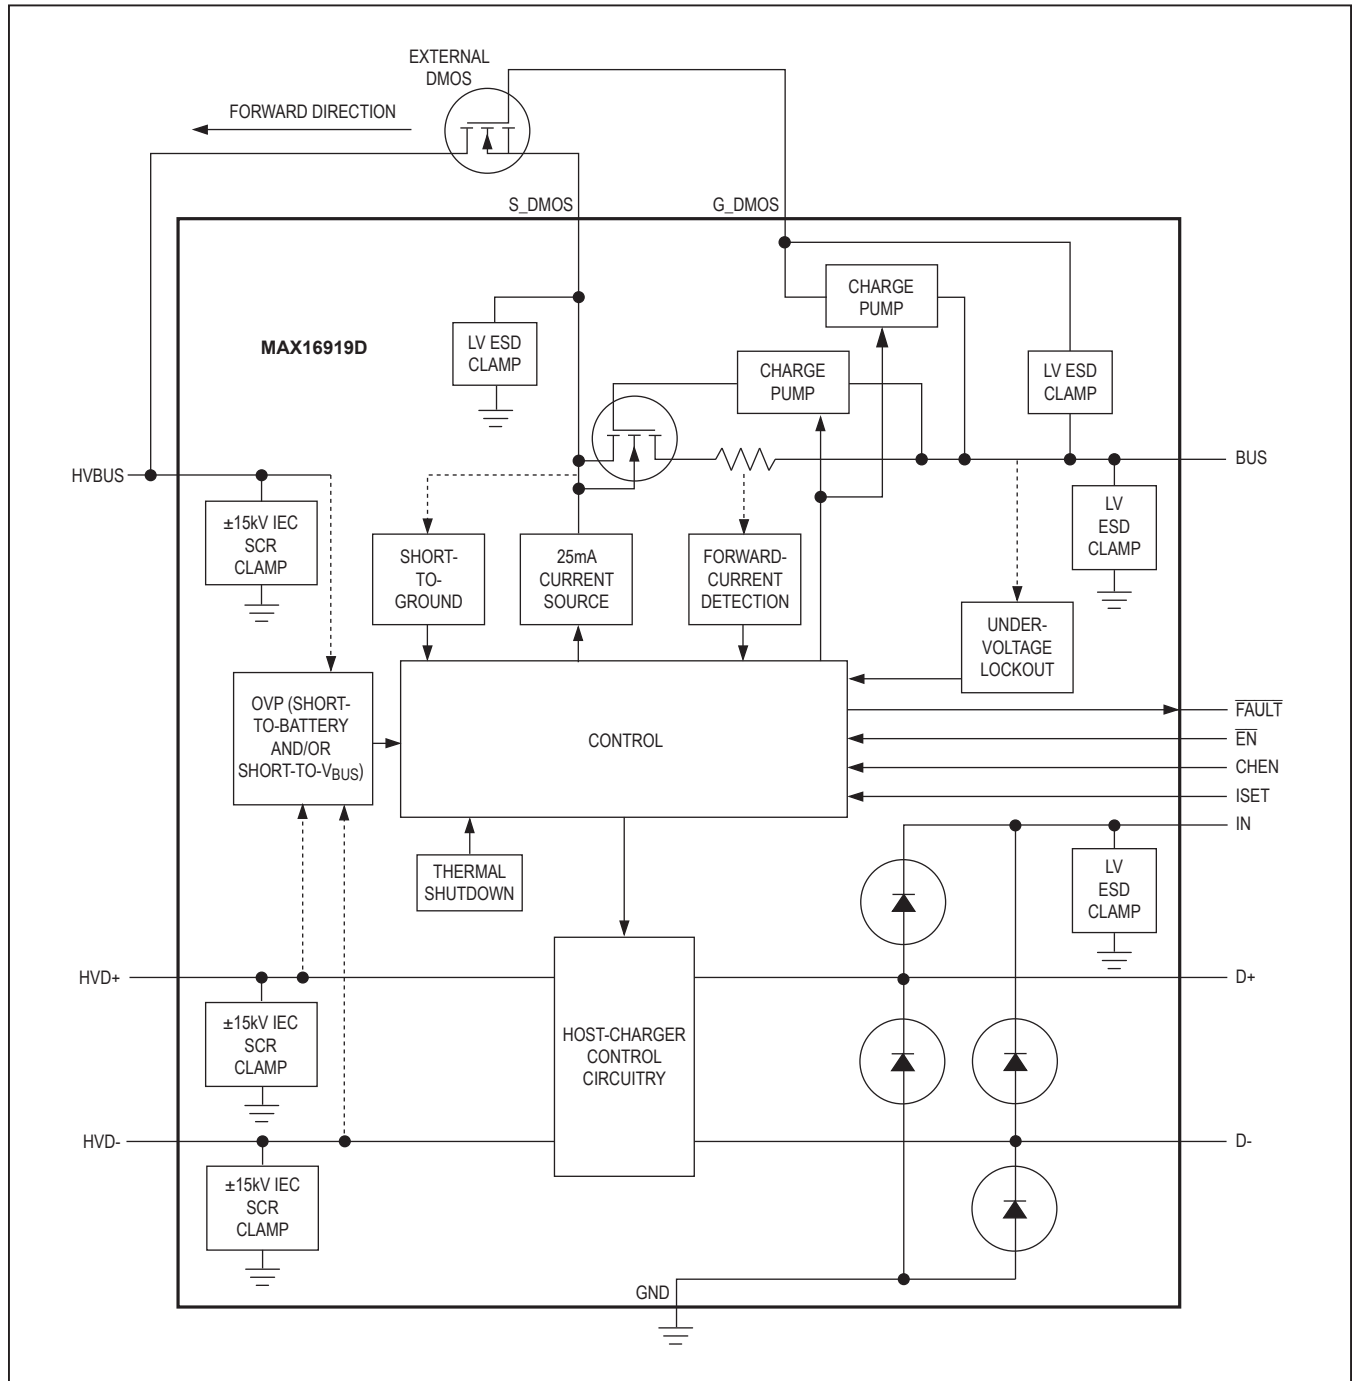 EXTERNAL
DMOS
FORWARD DIRECTION
S_DMOS
G_DMOS
MAX16919D
CHARGE
PUMP
LV ESD
CLAMP
CHARGE
PUMP
LV ESD
CLAMP
HVBUS
BUS
±15kV IEC
SCR
CLAMP
SHORT-
TO-
GROUND
25mA
CURRENT
SOURCE
FORWARD-
CURRENT
DETECTION
LV
ESD
CLAMP
UNDER-
VOLTAGE
LOCKOUT
OVP (SHORT-
TO-BATTERY
AND/OR
SHORT-TO-VBUS)
CONTROL
FAULT
EN
CHEN
ISET
IN
THERMAL
SHUTDOWN
LV
ESD
CLAMP
HVD+
D+
±15kV IEC
SCR
CLAMP
HOST-CHARGER
CONTROL
CIRCUITRY
HVD-
D-
±15kV IEC
SCR
CLAMP
GND